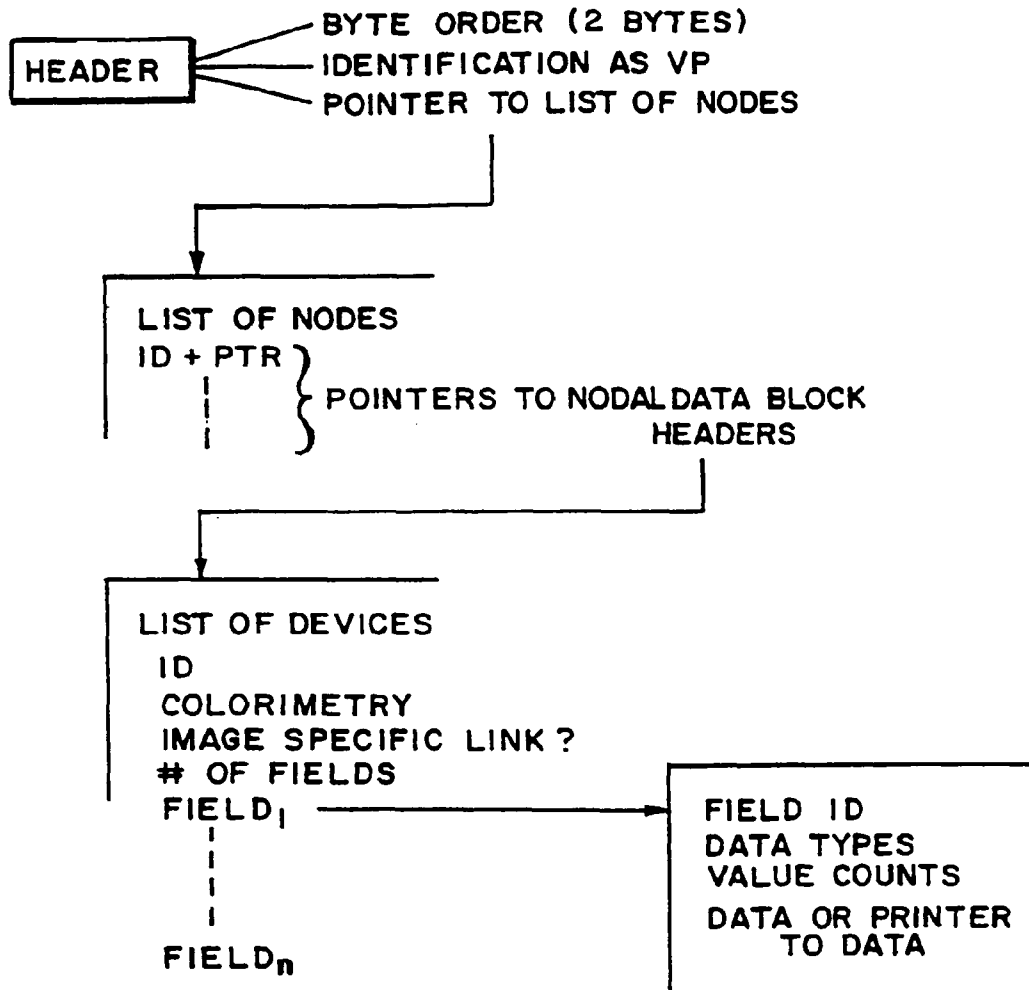 HEADER
BYTE ORDER (2 BYTES)
IDENTIFICATION AS VP
POINTER TO LIST OF NODES
LIST OF NODES
ID + PTR
POINTERS TO NODAL DATA BLOCK
HEADERS
LIST OF DEVICES
ID
COLORIMETRY
IMAGE SPECIFIC LINK ?
# OF FIELDS
FIELD1
FIELDn
FIELD ID
DATA TYPES
VALUE COUNTS
DATA OR PRINTER
TO DATA